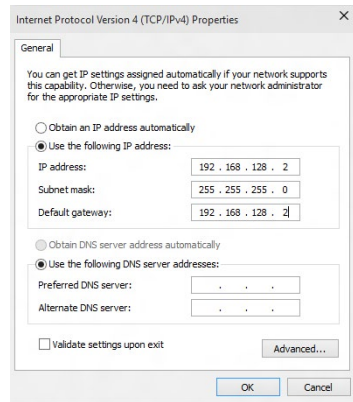 Internet Protocol Version 4 (TCP/IPv4) Properties
General
You can get IP settings assigned automatically if your network supports
this capability. Otherwise, you need to ask your network administrator
for the appropriate IP settings.
Obtain an IP address automatically
Use the following IP address:
IP address: 192 . 168 . 128 . 2
Subnet mask: 255 . 255 . 255 . 0
Default gateway: 192 . 168 . 128 . 2
Obtain DNS server address automatically
Use the following DNS server addresses:
Preferred DNS server: . . .
Alternate DNS server: . . .
Validate settings upon exit
Advanced...
OK Cancel